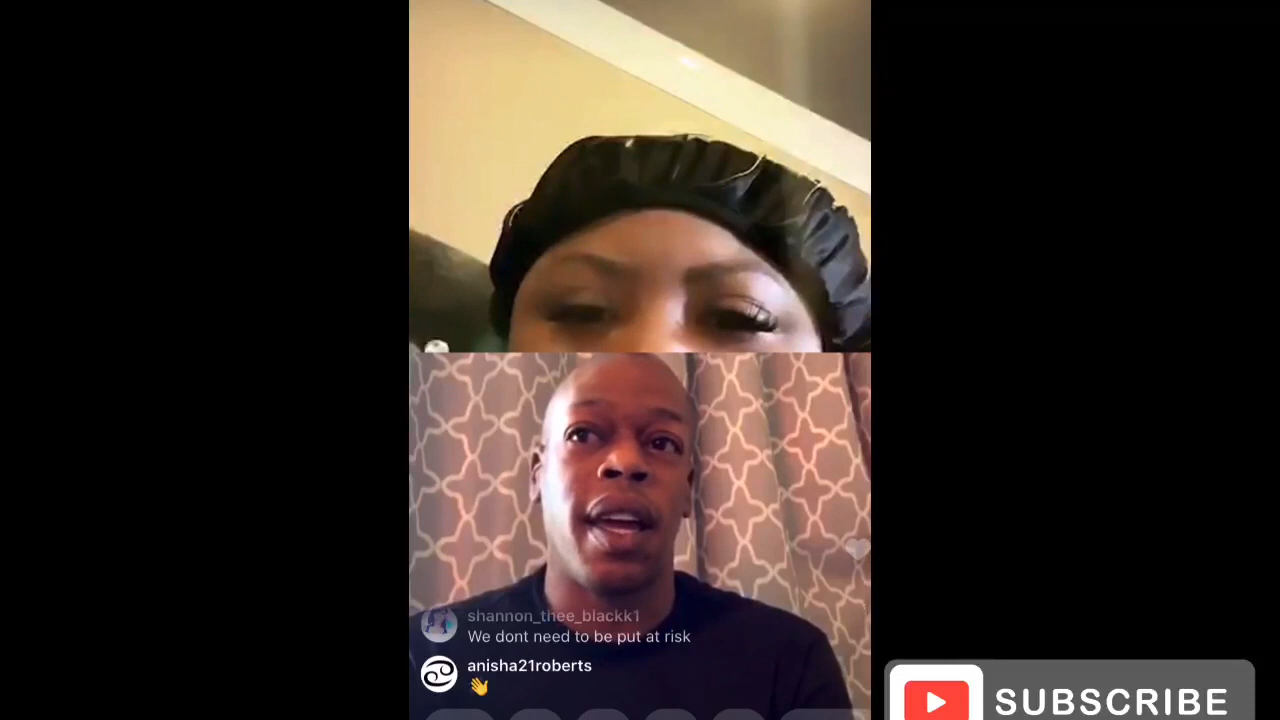 shannon_thee_blackk1
We dont need to be put at risk
anisha21roberts
👋
SUBSCRIBE